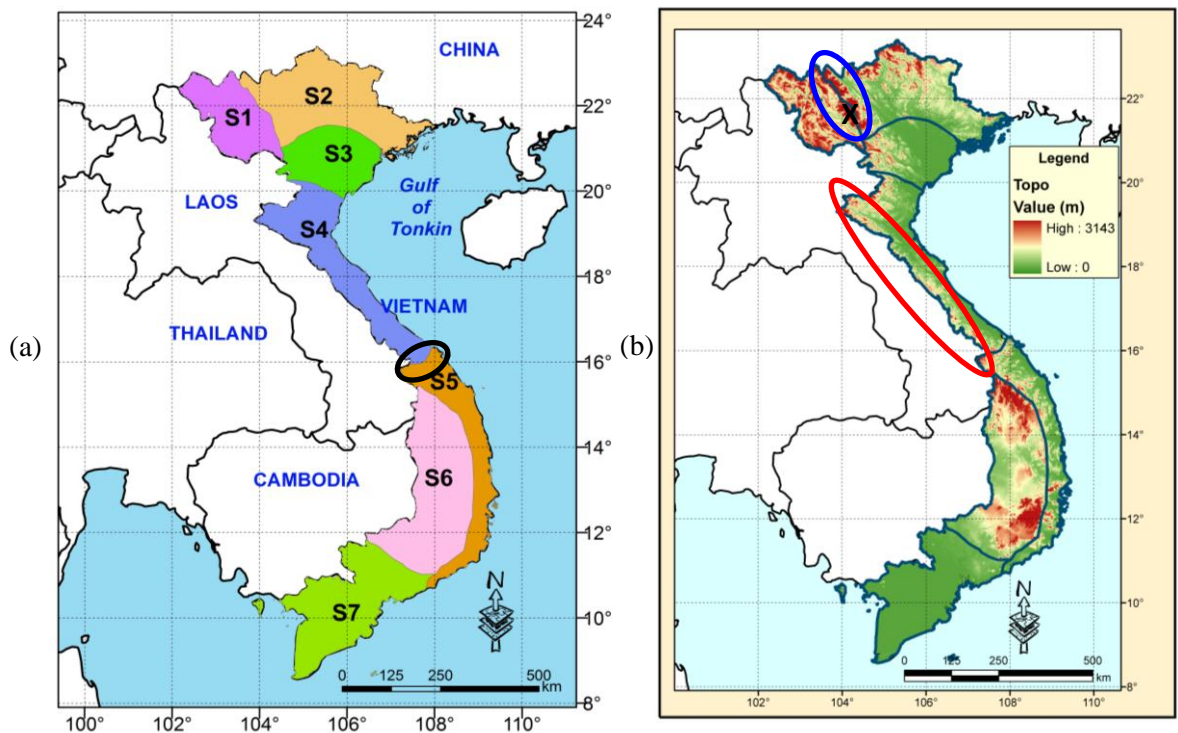 (a)
24°
22°
20°
18°
16°
14°
12°
10°
8°
CHINA
S1
S2
S3
LAOS
Gulf
of
Tonkin
S4
VIETNAM
THAILAND
S5
CAMBODIA
S6
S7
N
0 125 250 500
km
100° 102° 104° 106° 108° 110°
(b)
X
22°
20°
18°
16°
14°
12°
10°
8°
Legend
Topo
Value (m)
High : 3143
Low : 0
N
0 125 250 500
km
102° 104° 106° 108° 110°